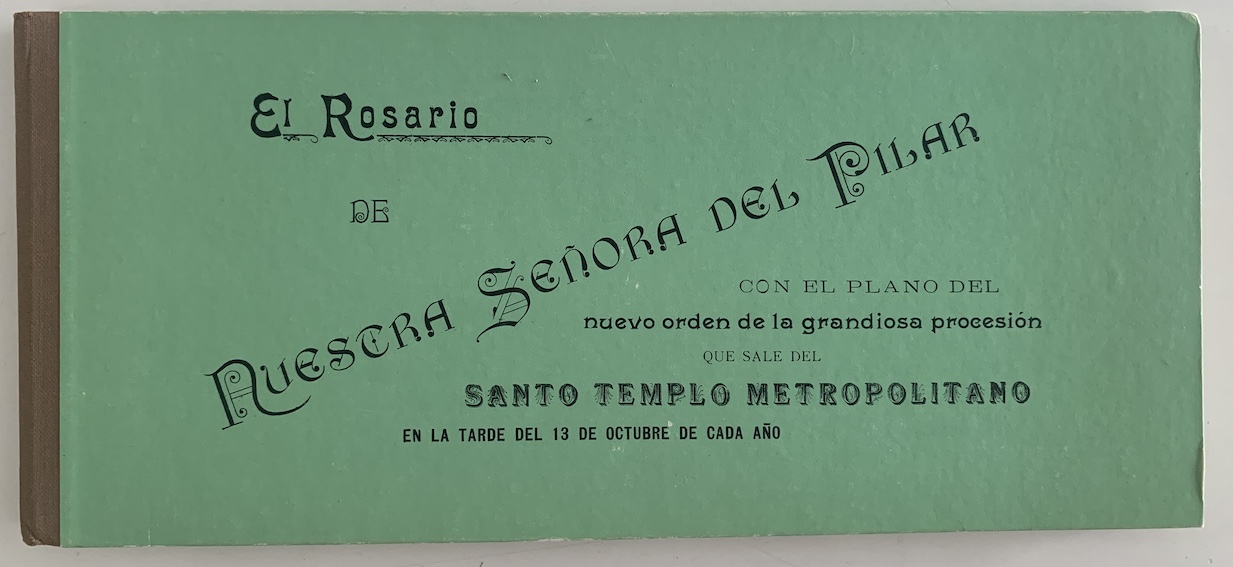 El Rosario
DE
NUESTRA SEÑORA DEL PILAR
CON EL PLANO DEL
nuevo orden de la grandiosa procesión
QUE SALE DEL
SANTO TEMPLO METROPOLITANO
EN LA TARDE DEL 13 DE OCTUBRE DE CADA AÑO